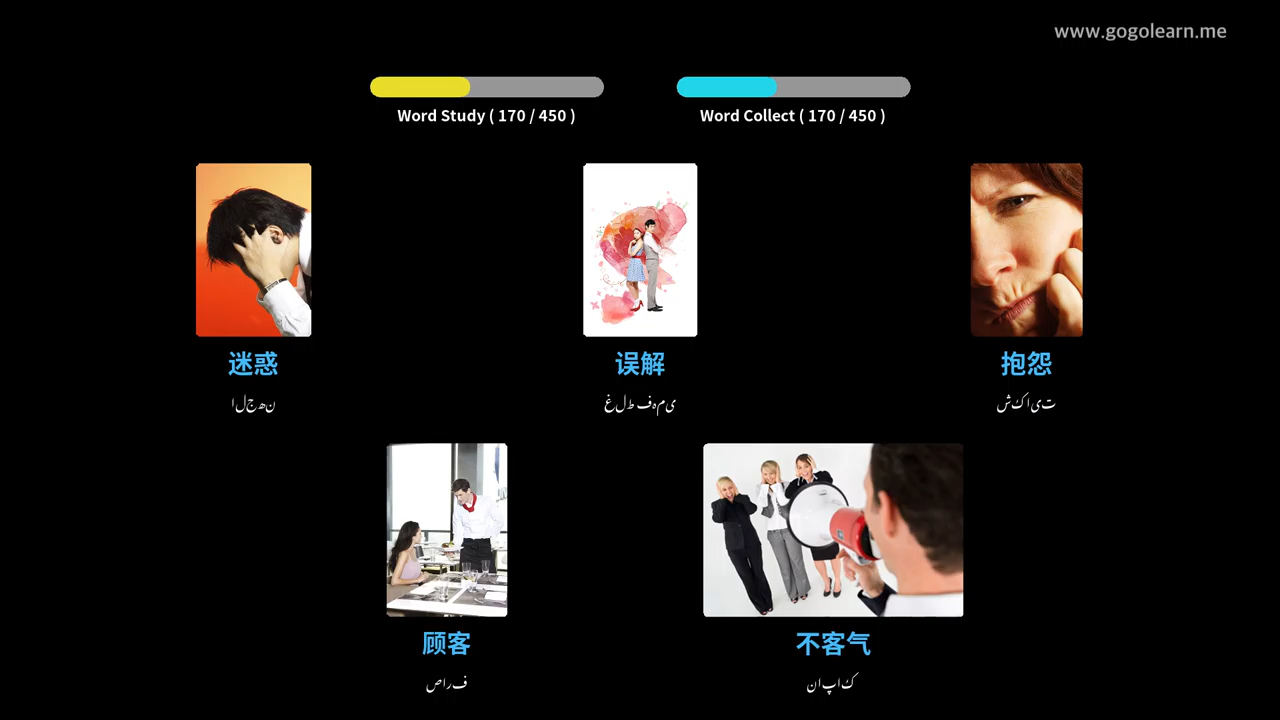 www.gogolearn.me
Word Study ( 170 / 450 )
Word Collect ( 170 / 450 )
迷惑
误解
抱怨
الجھن
غلط فہمی
شکایت
顾客
不客气
صارف
ناپاک